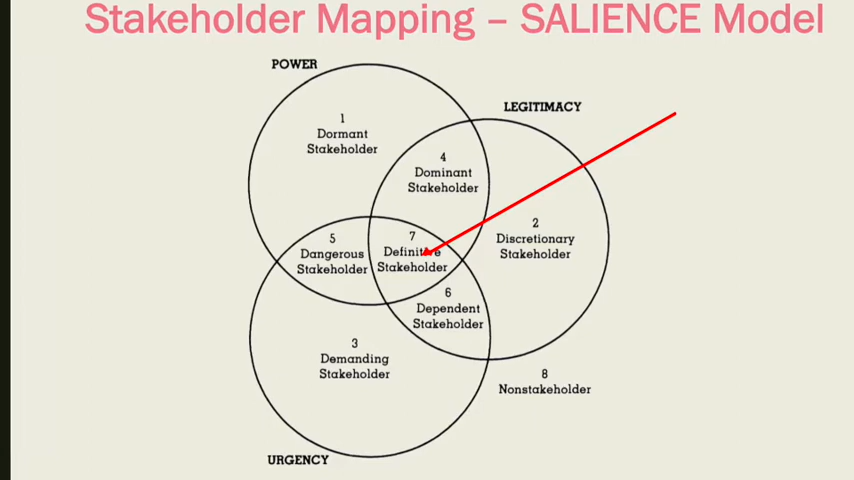 Stakeholder Mapping – SALIENCE Model
POWER
LEGITIMACY
1
Dormant
Stakeholder
4
Dominant
Stakeholder
2
Discretionary
Stakeholder
5
Dangerous
Stakeholder
7
Definitive
Stakeholder
6
Dependent
Stakeholder
3
Demanding
Stakeholder
8
Nonstakeholder
URGENCY